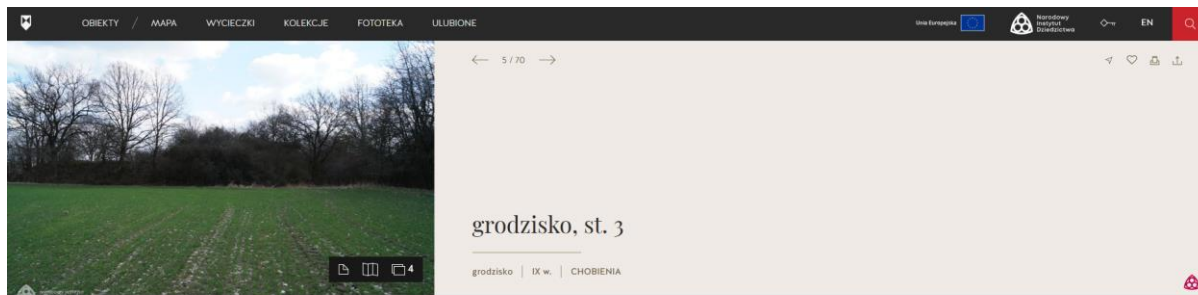 OBIEKTY / MAPA WYCIECZKI KOLEKCJE FOTOTEKA ULUBIONE
Unia Europejska
Narodowy
Instytut
Dziedzictwa
EN
5 / 70
grodzisko, st. 3
4
grodzisko | IX w. | CHOBIENIA